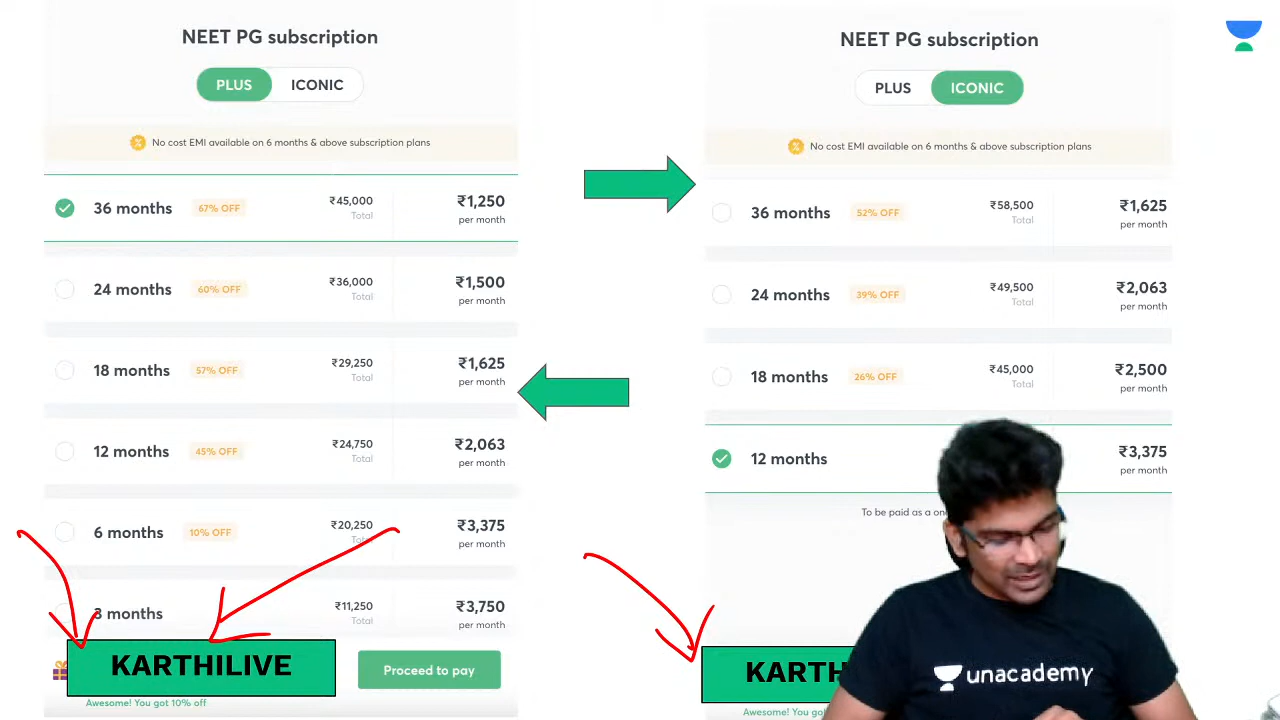 NEET PG subscription
PLUS ICONIC
No cost EMI available on 6 months & above subscription plans
36 months 67% OFF ₹45,000 Total ₹1,250 per month
24 months 60% OFF ₹36,000 Total ₹1,500 per month
18 months 57% OFF ₹29,250 Total ₹1,625 per month
12 months 45% OFF ₹24,750 Total ₹2,063 per month
6 months 10% OFF ₹20,250 Total ₹3,375 per month
3 months ₹11,250 Total ₹3,750 per month
KARTHILIVE
Proceed to pay
Awesome! You got 10% off
NEET PG subscription
PLUS ICONIC
No cost EMI available on 6 months & above subscription plans
36 months 52% OFF ₹58,500 Total ₹1,625 per month
24 months 39% OFF ₹49,500 Total ₹2,063 per month
18 months 26% OFF ₹45,000 Total ₹2,500 per month
12 months ₹3,375 per month
To be paid as a
KARTH
Awesome! You
unacademy